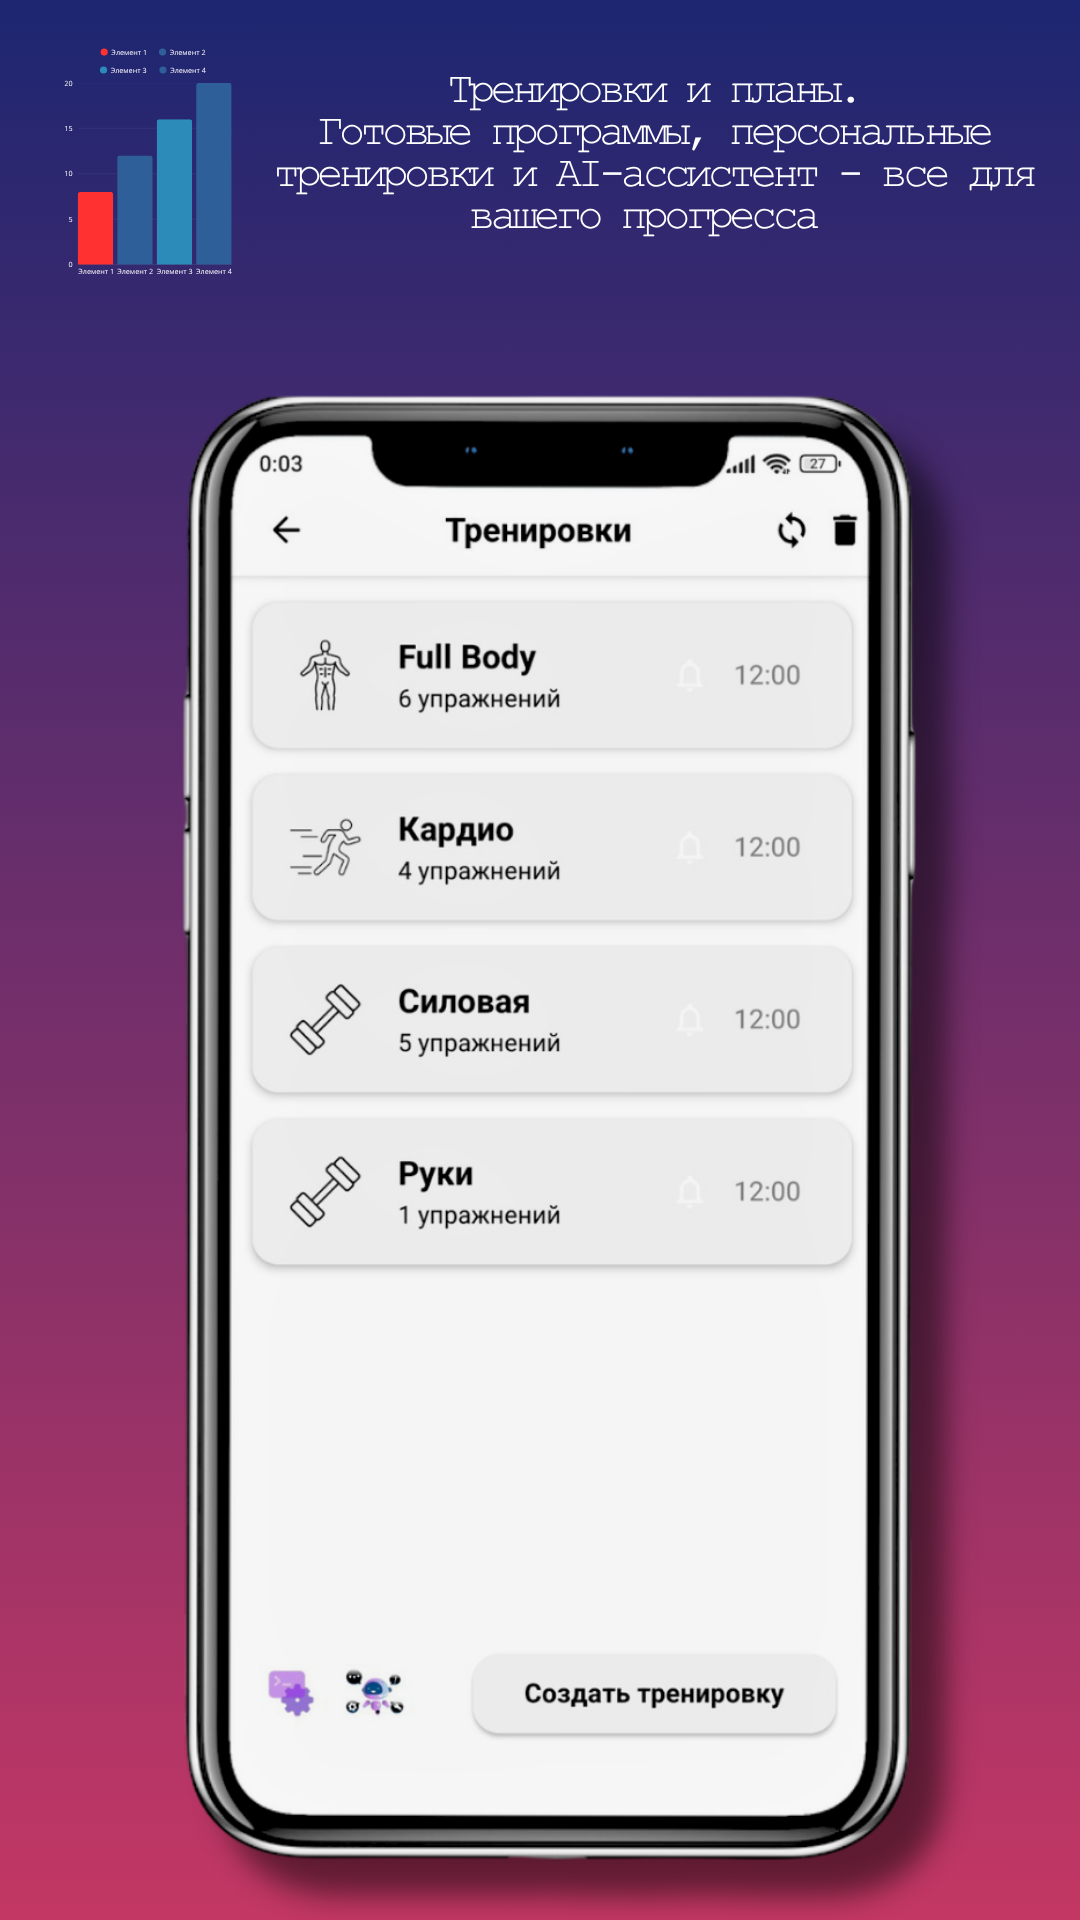 Элемент 1 Элемент 2
Элемент 3 Элемент 4
20
15
10
5
0
Элемент 1 Элемент 2 Элемент 3 Элемент 4
Тренировки и планы.
Готовые программы, персональные
тренировки и AI-ассистент - все для
вашего прогресса
0:03 27
Тренировки
Full Body
6 упражнений
12:00
Кардио
4 упражнений
12:00
Силовая
5 упражнений
12:00
Руки
1 упражнений
12:00
Создать тренировку